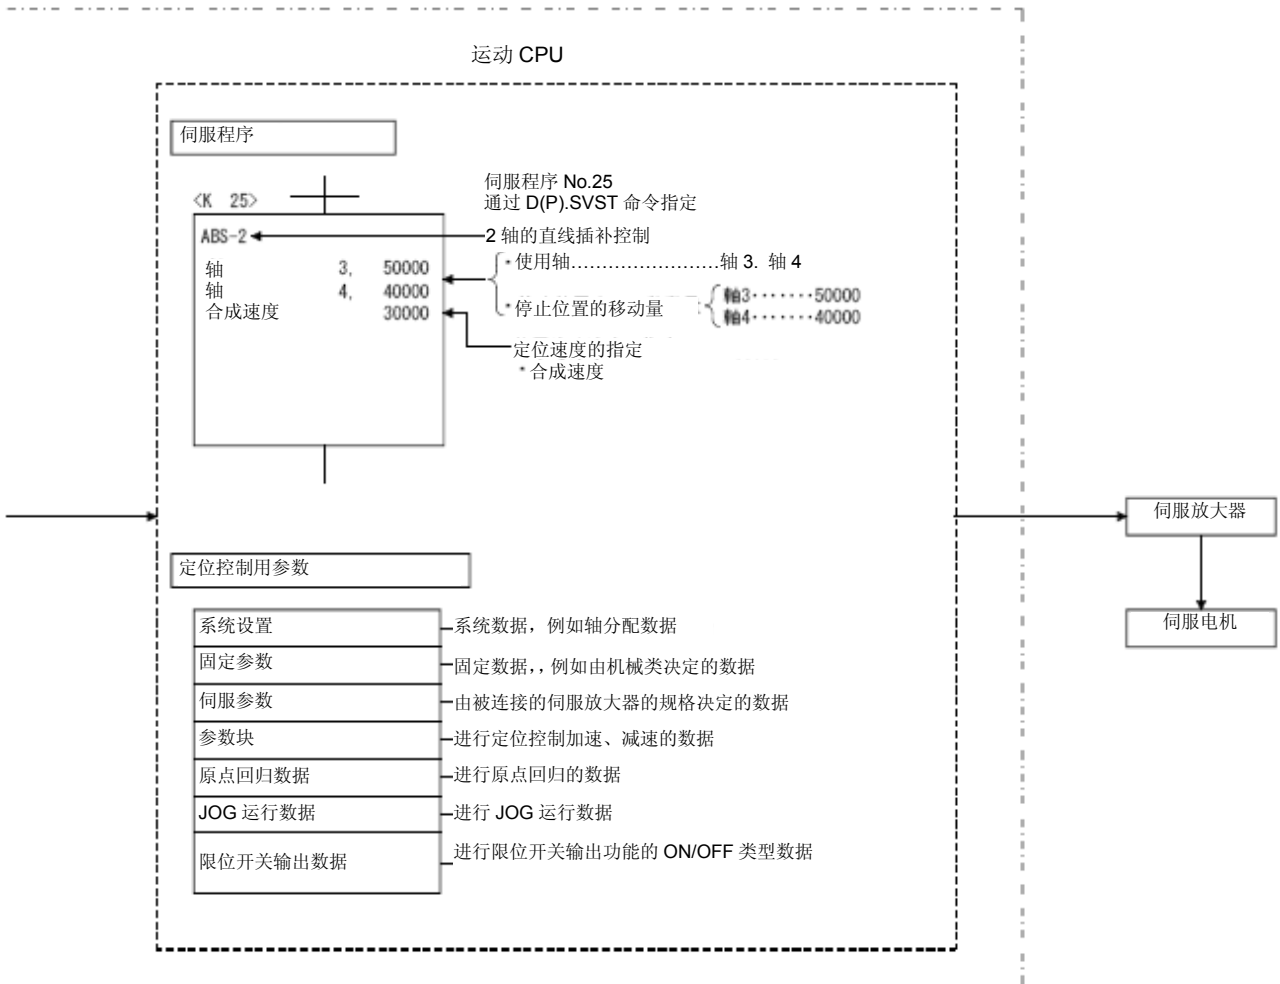 运动 CPU
伺服程序
<K 25>
伺服程序 No.25
通过 D(P).SVST 命令指定
ABS-2
2 轴的直线插补控制
轴 3, 50000
轴 4, 40000
合成速度 30000
* 使用轴……………………轴 3. 轴 4
* 停止位置的移动量
軸3·······50000
軸4·······40000
定位速度的指定
* 合成速度
伺服放大器
伺服电机
定位控制用参数
系统设置 系统数据，例如轴分配数据
固定参数 固定数据，，例如由机械类决定的数据
伺服参数 由被连接的伺服放大器的规格决定的数据
参数块 进行定位控制加速、减速的数据
原点回归数据 进行原点回归的数据
JOG 运行数据 进行 JOG 运行数据
限位开关输出数据 进行限位开关输出功能的 ON/OFF 类型数据